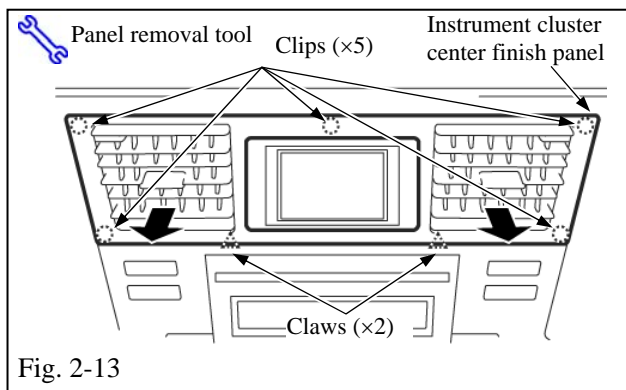 Panel removal tool
Clips (×5)
Instrument cluster
center finish panel
Claws (×2)
Fig. 2-13